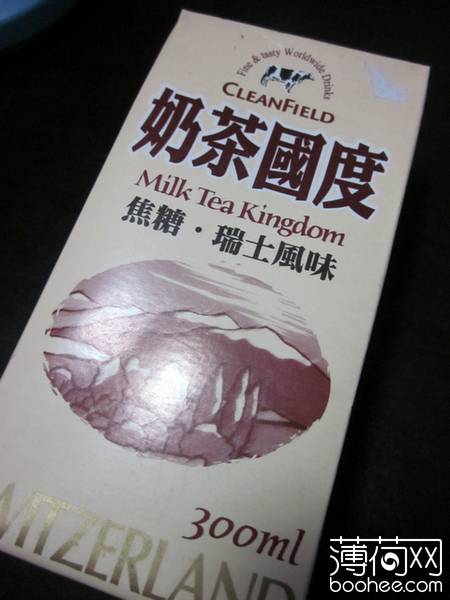 Fine & tasty Worldwide Drinks
CLEANFIELD
奶茶國度
Milk Tea Kingdom
焦糖・瑞士風味
300ml
WITZERLAND
薄荷网
boohee.com